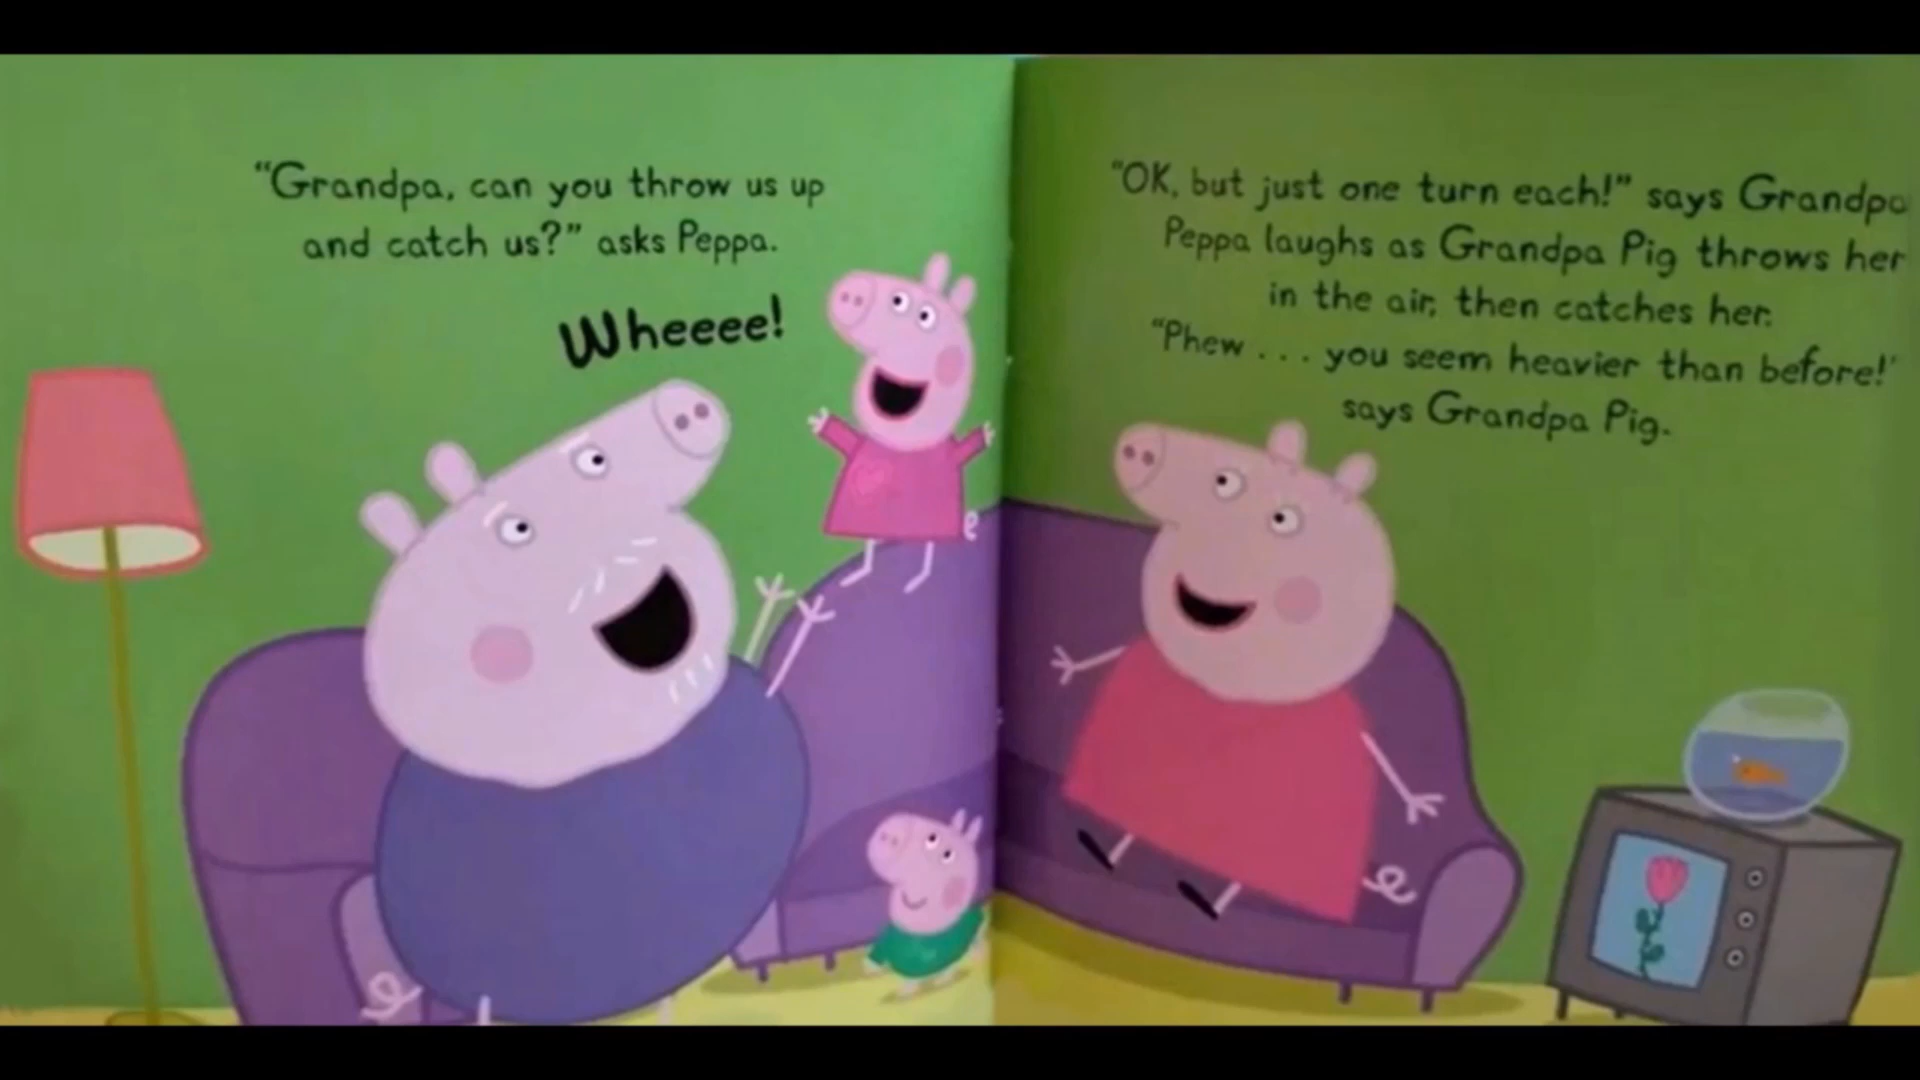 “Grandpa, can you throw us up
and catch us?” asks Peppa.
Wheeee!
“OK, but just one turn each!” says Grandpa
Peppa laughs as Grandpa Pig throws her
in the air, then catches her.
“Phew . . . you seem heavier than before!”
says Grandpa Pig.